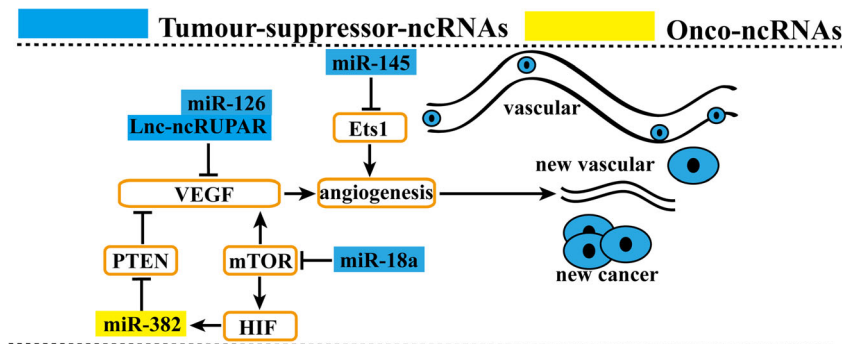 Tumour-suppressor-ncRNAs
Onco-ncRNAs
miR-145
miR-126
Lnc-ncRUPAR
Ets1
vascular
new vascular
VEGF
angiogenesis
PTEN
mTOR
miR-18a
new cancer
miR-382
HIF